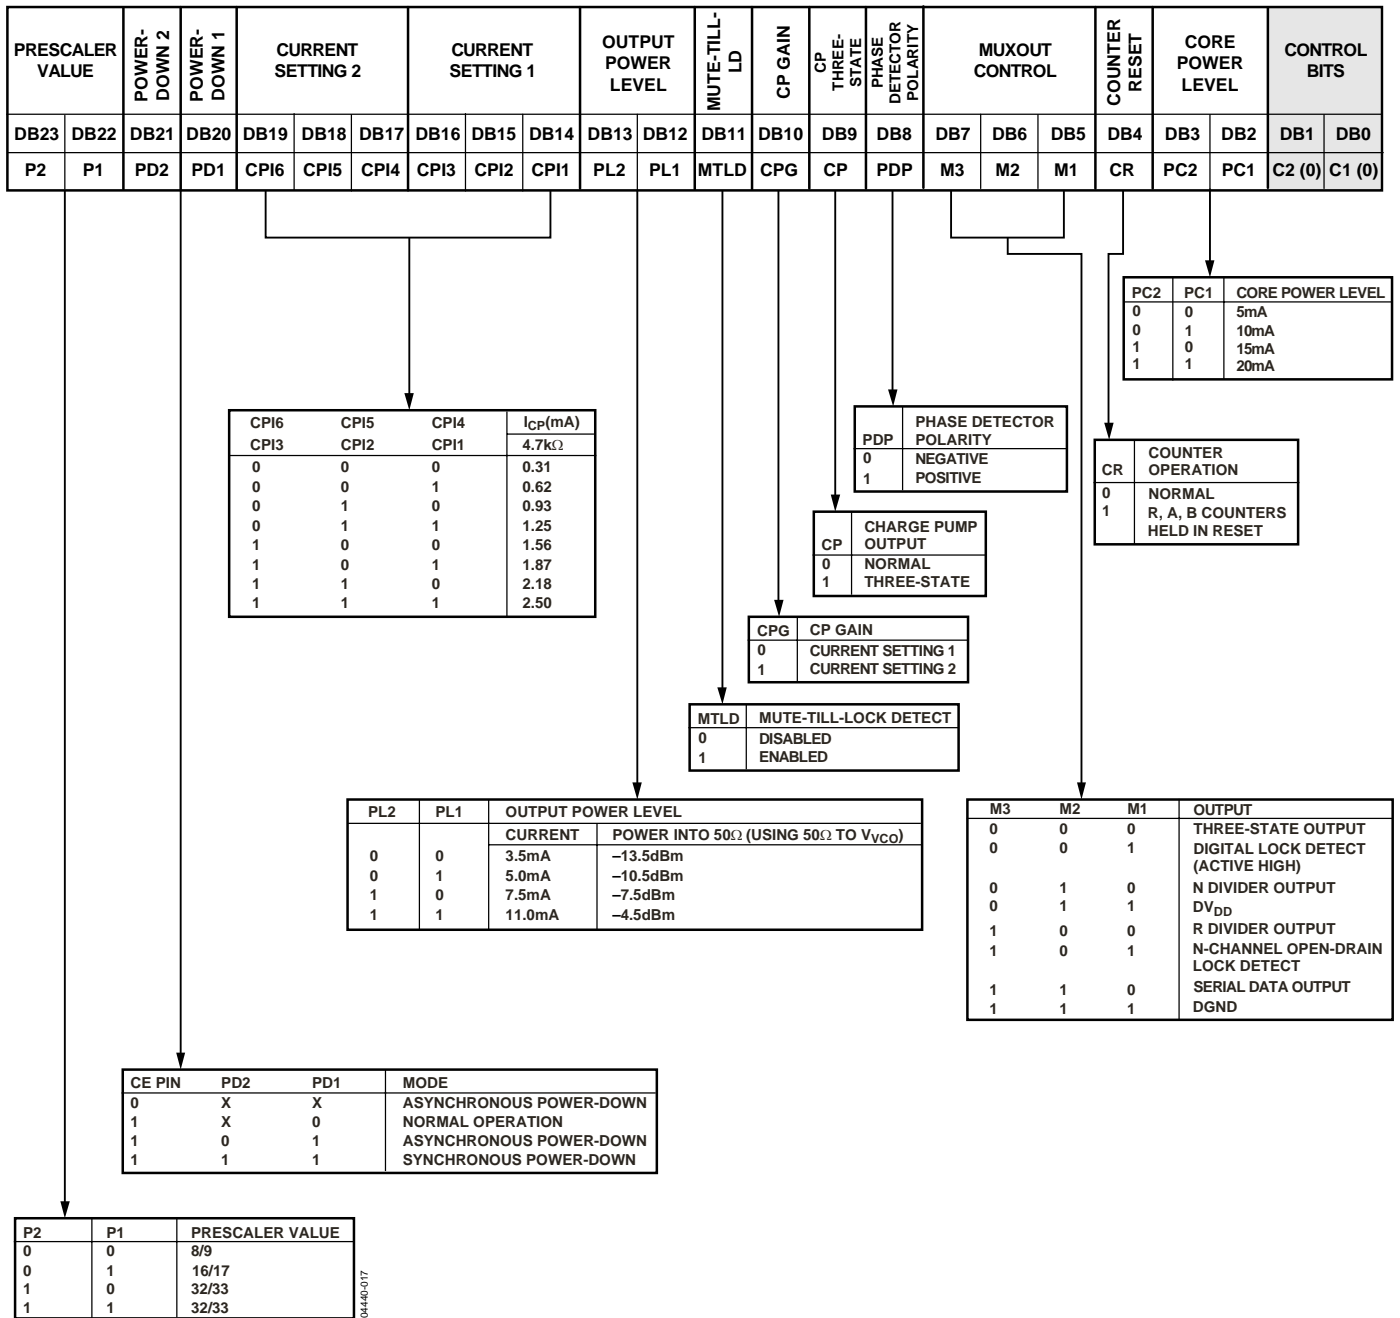 PRESCALER VALUE
POWER-DOWN 2
POWER-DOWN 1
CURRENT SETTING 2
CURRENT SETTING 1
OUTPUT POWER LEVEL
MUTE-TILL-LD
CP GAIN
CP THREE-STATE
PHASE DETECTOR POLARITY
MUXOUT CONTROL
COUNTER RESET
CORE POWER LEVEL
CONTROL BITS
DB23 DB22 DB21 DB20 DB19 DB18 DB17 DB16 DB15 DB14 DB13 DB12 DB11 DB10 DB9 DB8 DB7 DB6 DB5 DB4 DB3 DB2 DB1 DB0
P2 P1 PD2 PD1 CPI6 CPI5 CPI4 CPI3 CPI2 CPI1 PL2 PL1 MTLD CPG CP PDP M3 M2 M1 CR PC2 PC1 C2 (0) C1 (0)
PC2 PC1 CORE POWER LEVEL
0 0 5mA
0 1 10mA
1 0 15mA
1 1 20mA
CPI6 CPI5 CPI4 ICP(mA)
CPI3 CPI2 CPI1 4.7kΩ
0 0 0 0.31
0 0 1 0.62
0 1 0 0.93
0 1 1 1.25
1 0 0 1.56
1 0 1 1.87
1 1 0 2.18
1 1 1 2.50
PHASE DETECTOR
PDP POLARITY
0 NEGATIVE
1 POSITIVE
COUNTER
CR OPERATION
0 NORMAL
1 R, A, B COUNTERS
HELD IN RESET
CHARGE PUMP
CP OUTPUT
0 NORMAL
1 THREE-STATE
CPG CP GAIN
0 CURRENT SETTING 1
1 CURRENT SETTING 2
MTLD MUTE-TILL-LOCK DETECT
0 DISABLED
1 ENABLED
PL2 PL1 OUTPUT POWER LEVEL
CURRENT POWER INTO 50Ω (USING 50Ω TO VVCO)
0 0 3.5mA –13.5dBm
0 1 5.0mA –10.5dBm
1 0 7.5mA –7.5dBm
1 1 11.0mA –4.5dBm
M3 M2 M1 OUTPUT
0 0 0 THREE-STATE OUTPUT
0 0 1 DIGITAL LOCK DETECT
(ACTIVE HIGH)
0 1 0 N DIVIDER OUTPUT
0 1 1 DVDD
1 0 0 R DIVIDER OUTPUT
1 0 1 N-CHANNEL OPEN-DRAIN
LOCK DETECT
1 1 0 SERIAL DATA OUTPUT
1 1 1 DGND
CE PIN PD2 PD1 MODE
0 X X ASYNCHRONOUS POWER-DOWN
1 X 0 NORMAL OPERATION
1 0 1 ASYNCHRONOUS POWER-DOWN
1 1 1 SYNCHRONOUS POWER-DOWN
P2 P1 PRESCALER VALUE
0 0 8/9
0 1 16/17
1 0 32/33
1 1 32/33
04440-017